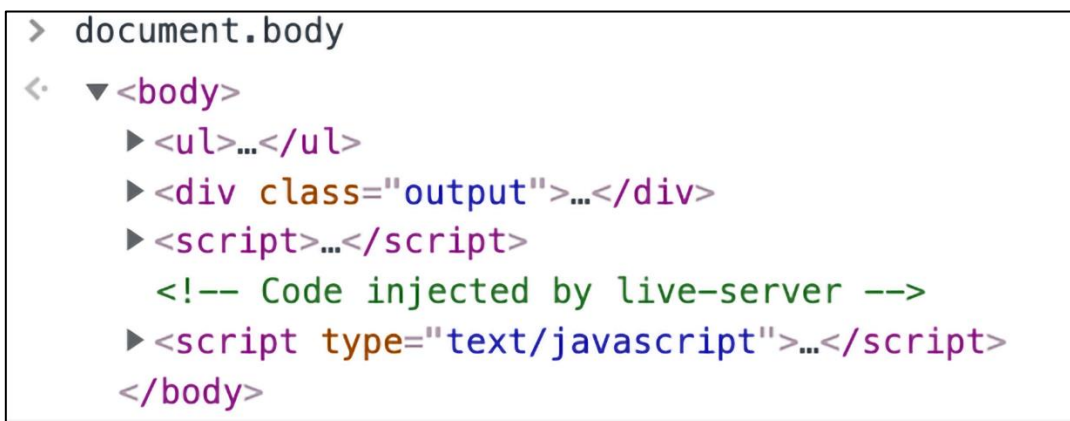 > document.body
<· ▼<body>
▶<ul>…</ul>
▶<div class="output">…</div>
▶<script>…</script>
<!-- Code injected by live-server -->
▶<script type="text/javascript">…</script>
</body>